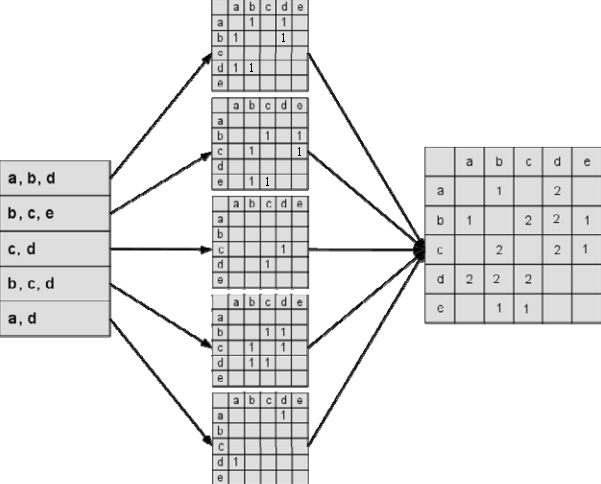 a, b, d
b, c, e
c, d
b, c, d
a, d
a b c d e
a 1 1
b 1 1
c
d 1 1
e
a b c d e
a
b 1 1
c 1 1
d
e 1 1
a b c d e
a
b
c 1
d 1
e
a b c d e
a
b 1 1
c 1 1
d 1 1
e
a b c d e
a 1
b
c
d 1
e
a b c d e
a 1 2
b 1 2 2 1
c 2 2 1
d 2 2 2
e 1 1